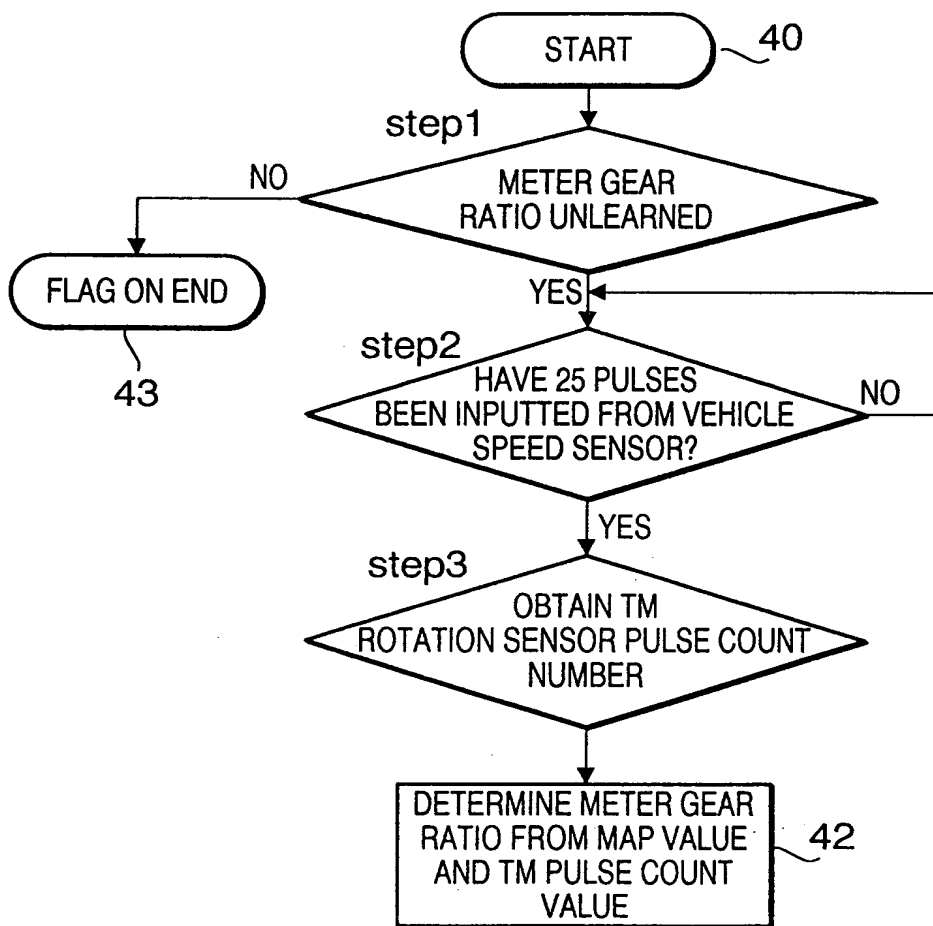 START
40
step1
METER GEAR
RATIO UNLEARNED
NO
FLAG ON END
43
YES
step2
HAVE 25 PULSES
BEEN INPUTTED FROM VEHICLE
SPEED SENSOR?
NO
YES
step3
OBTAIN TM
ROTATION SENSOR PULSE COUNT
NUMBER
DETERMINE METER GEAR
RATIO FROM MAP VALUE
AND TM PULSE COUNT
VALUE
42